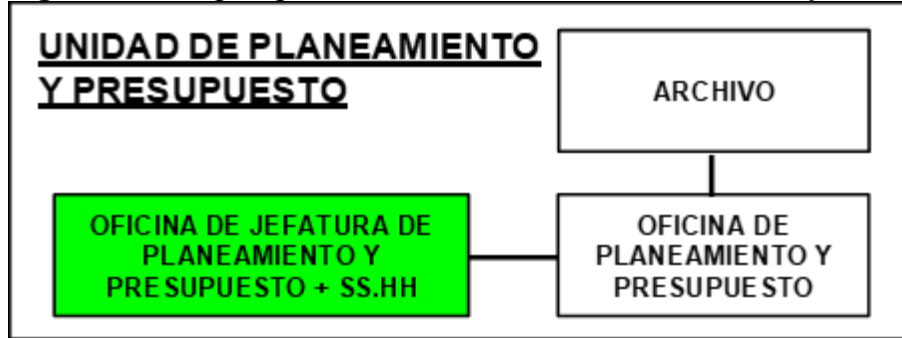 UNIDAD DE PLANEAMIENTO
Y PRESUPUESTO
ARCHIVO
OFICINA DE JEFATURA DE
PLANEAMIENTO Y
PRESUPUESTO + SS.HH
OFICINA DE
PLANEAMIENTO Y
PRESUPUESTO